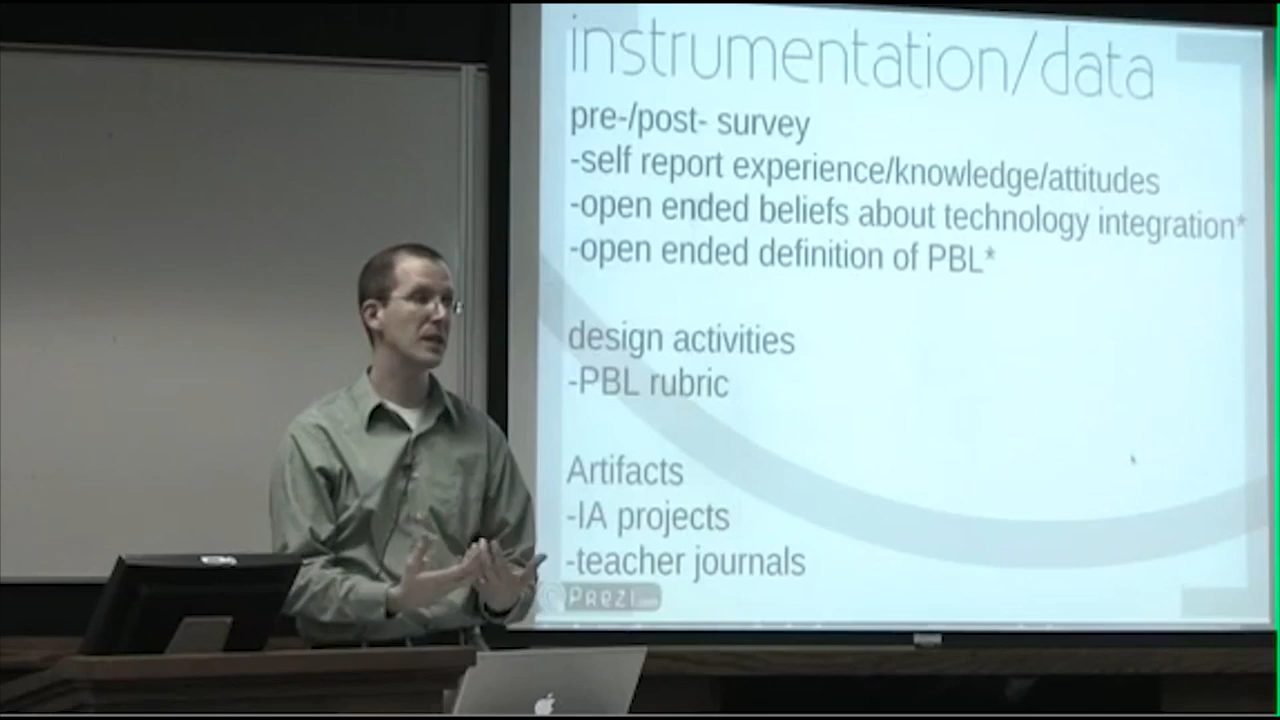 instrumentation/data
pre-/post- survey
-self report experience/knowledge/attitudes
-open ended beliefs about technology integration*
-open ended definition of PBL*
design activities
-PBL rubric
Artifacts
-IA projects
-teacher journals
Prezi